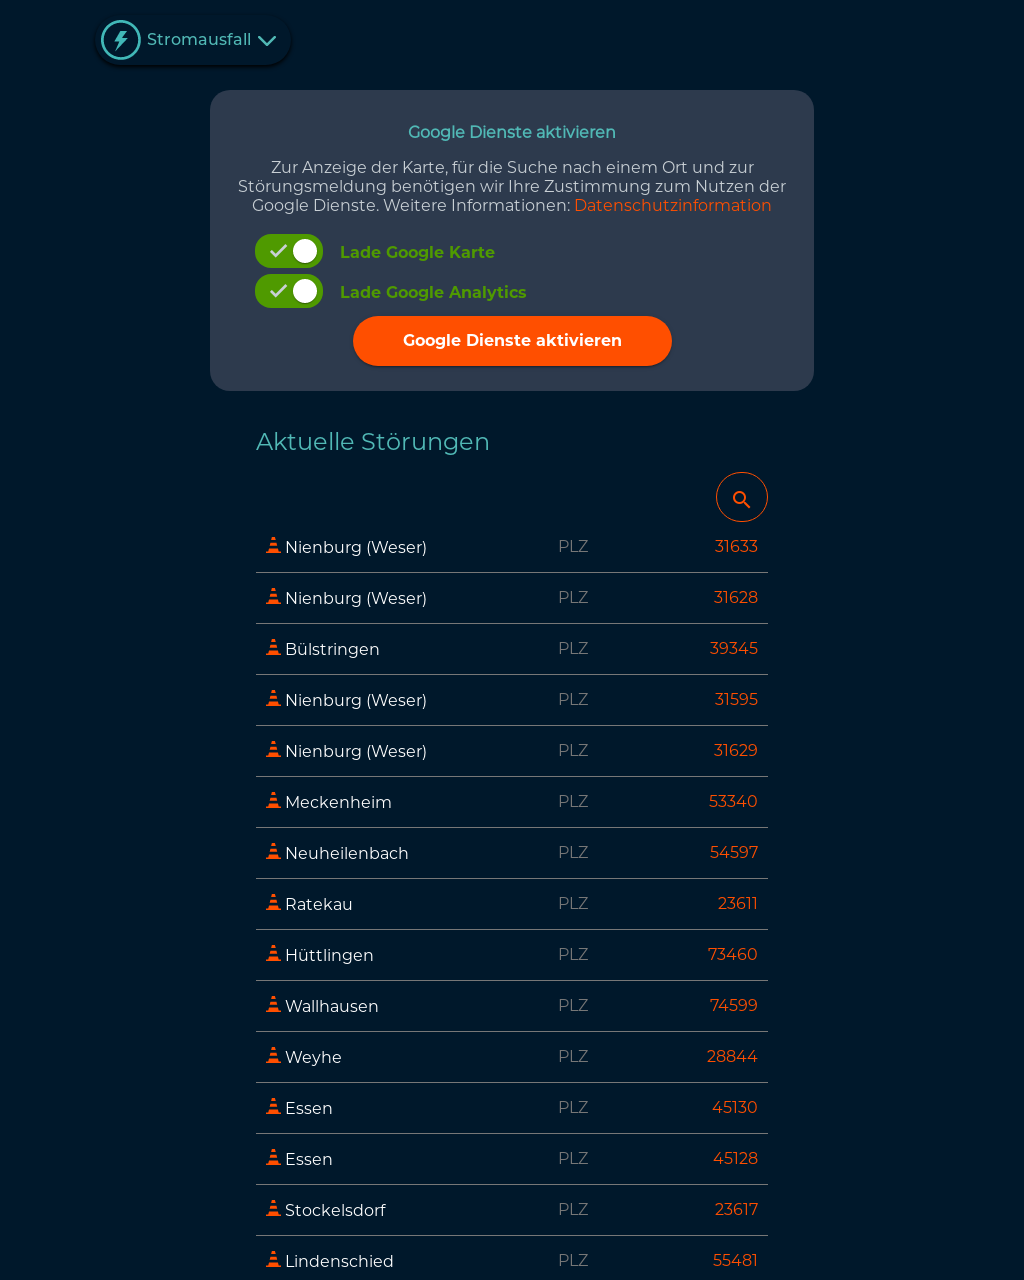 Stromausfall
Google Dienste aktivieren
Zur Anzeige der Karte, für die Suche nach einem Ort und zur
Störungsmeldung benötigen wir Ihre Zustimmung zum Nutzen der
Google Dienste. Weitere Informationen: Datenschutzinformation
Lade Google Karte
Lade Google Analytics
Google Dienste aktivieren
Aktuelle Störungen
Nienburg (Weser) PLZ 31633
Nienburg (Weser) PLZ 31628
Bülstringen PLZ 39345
Nienburg (Weser) PLZ 31595
Nienburg (Weser) PLZ 31629
Meckenheim PLZ 53340
Neuheilenbach PLZ 54597
Ratekau PLZ 23611
Hüttlingen PLZ 73460
Wallhausen PLZ 74599
Weyhe PLZ 28844
Essen PLZ 45130
Essen PLZ 45128
Stockelsdorf PLZ 23617
Lindenschied PLZ 55481